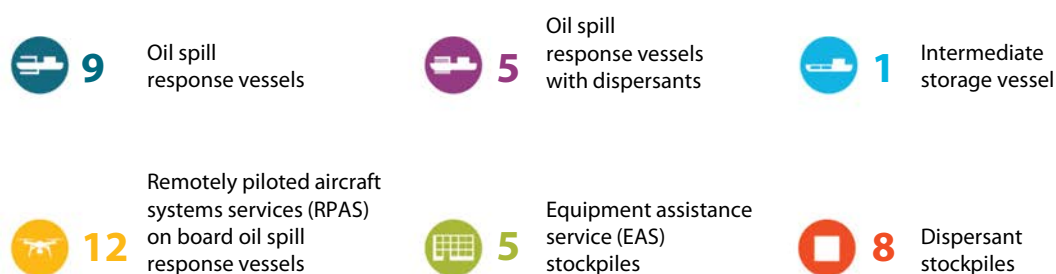 9
Oil spill
response vessels
5
Oil spill
response vessels
with dispersants
1
Intermediate
storage vessel
12
Remotely piloted aircraft
systems services (RPAS)
on board oil spill
response vessels
5
Equipment assistance
service (EAS)
stockpiles
8
Dispersant
stockpiles